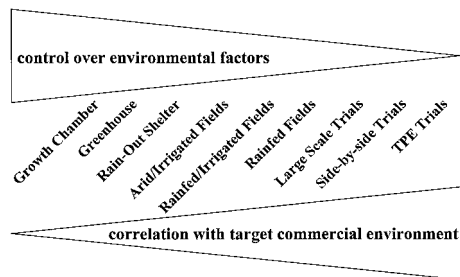 control over environmental factors
Growth Chamber
Greenhouse
Rain-Out Shelter
Arid/Irrigated Fields
Rainfed/Irrigated Fields
Rainfed Fields
Large Scale Trials
Side-by-side Trials
TPE Trials
correlation with target commercial environment